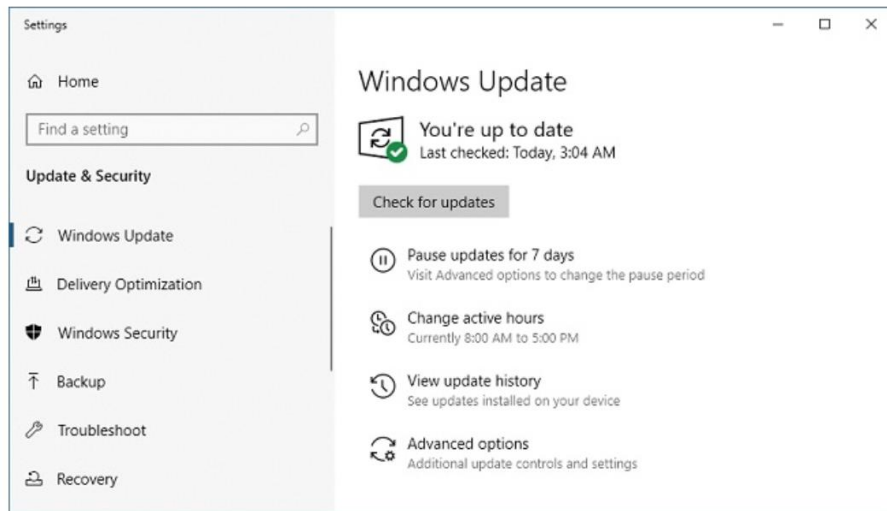 Settings
Home
Find a setting
Update & Security
Windows Update
Delivery Optimization
Windows Security
Backup
Troubleshoot
Recovery
Windows Update
You're up to date
Last checked: Today, 3:04 AM
Check for updates
Pause updates for 7 days
Visit Advanced options to change the pause period
Change active hours
Currently 8:00 AM to 5:00 PM
View update history
See updates installed on your device
Advanced options
Additional update controls and settings